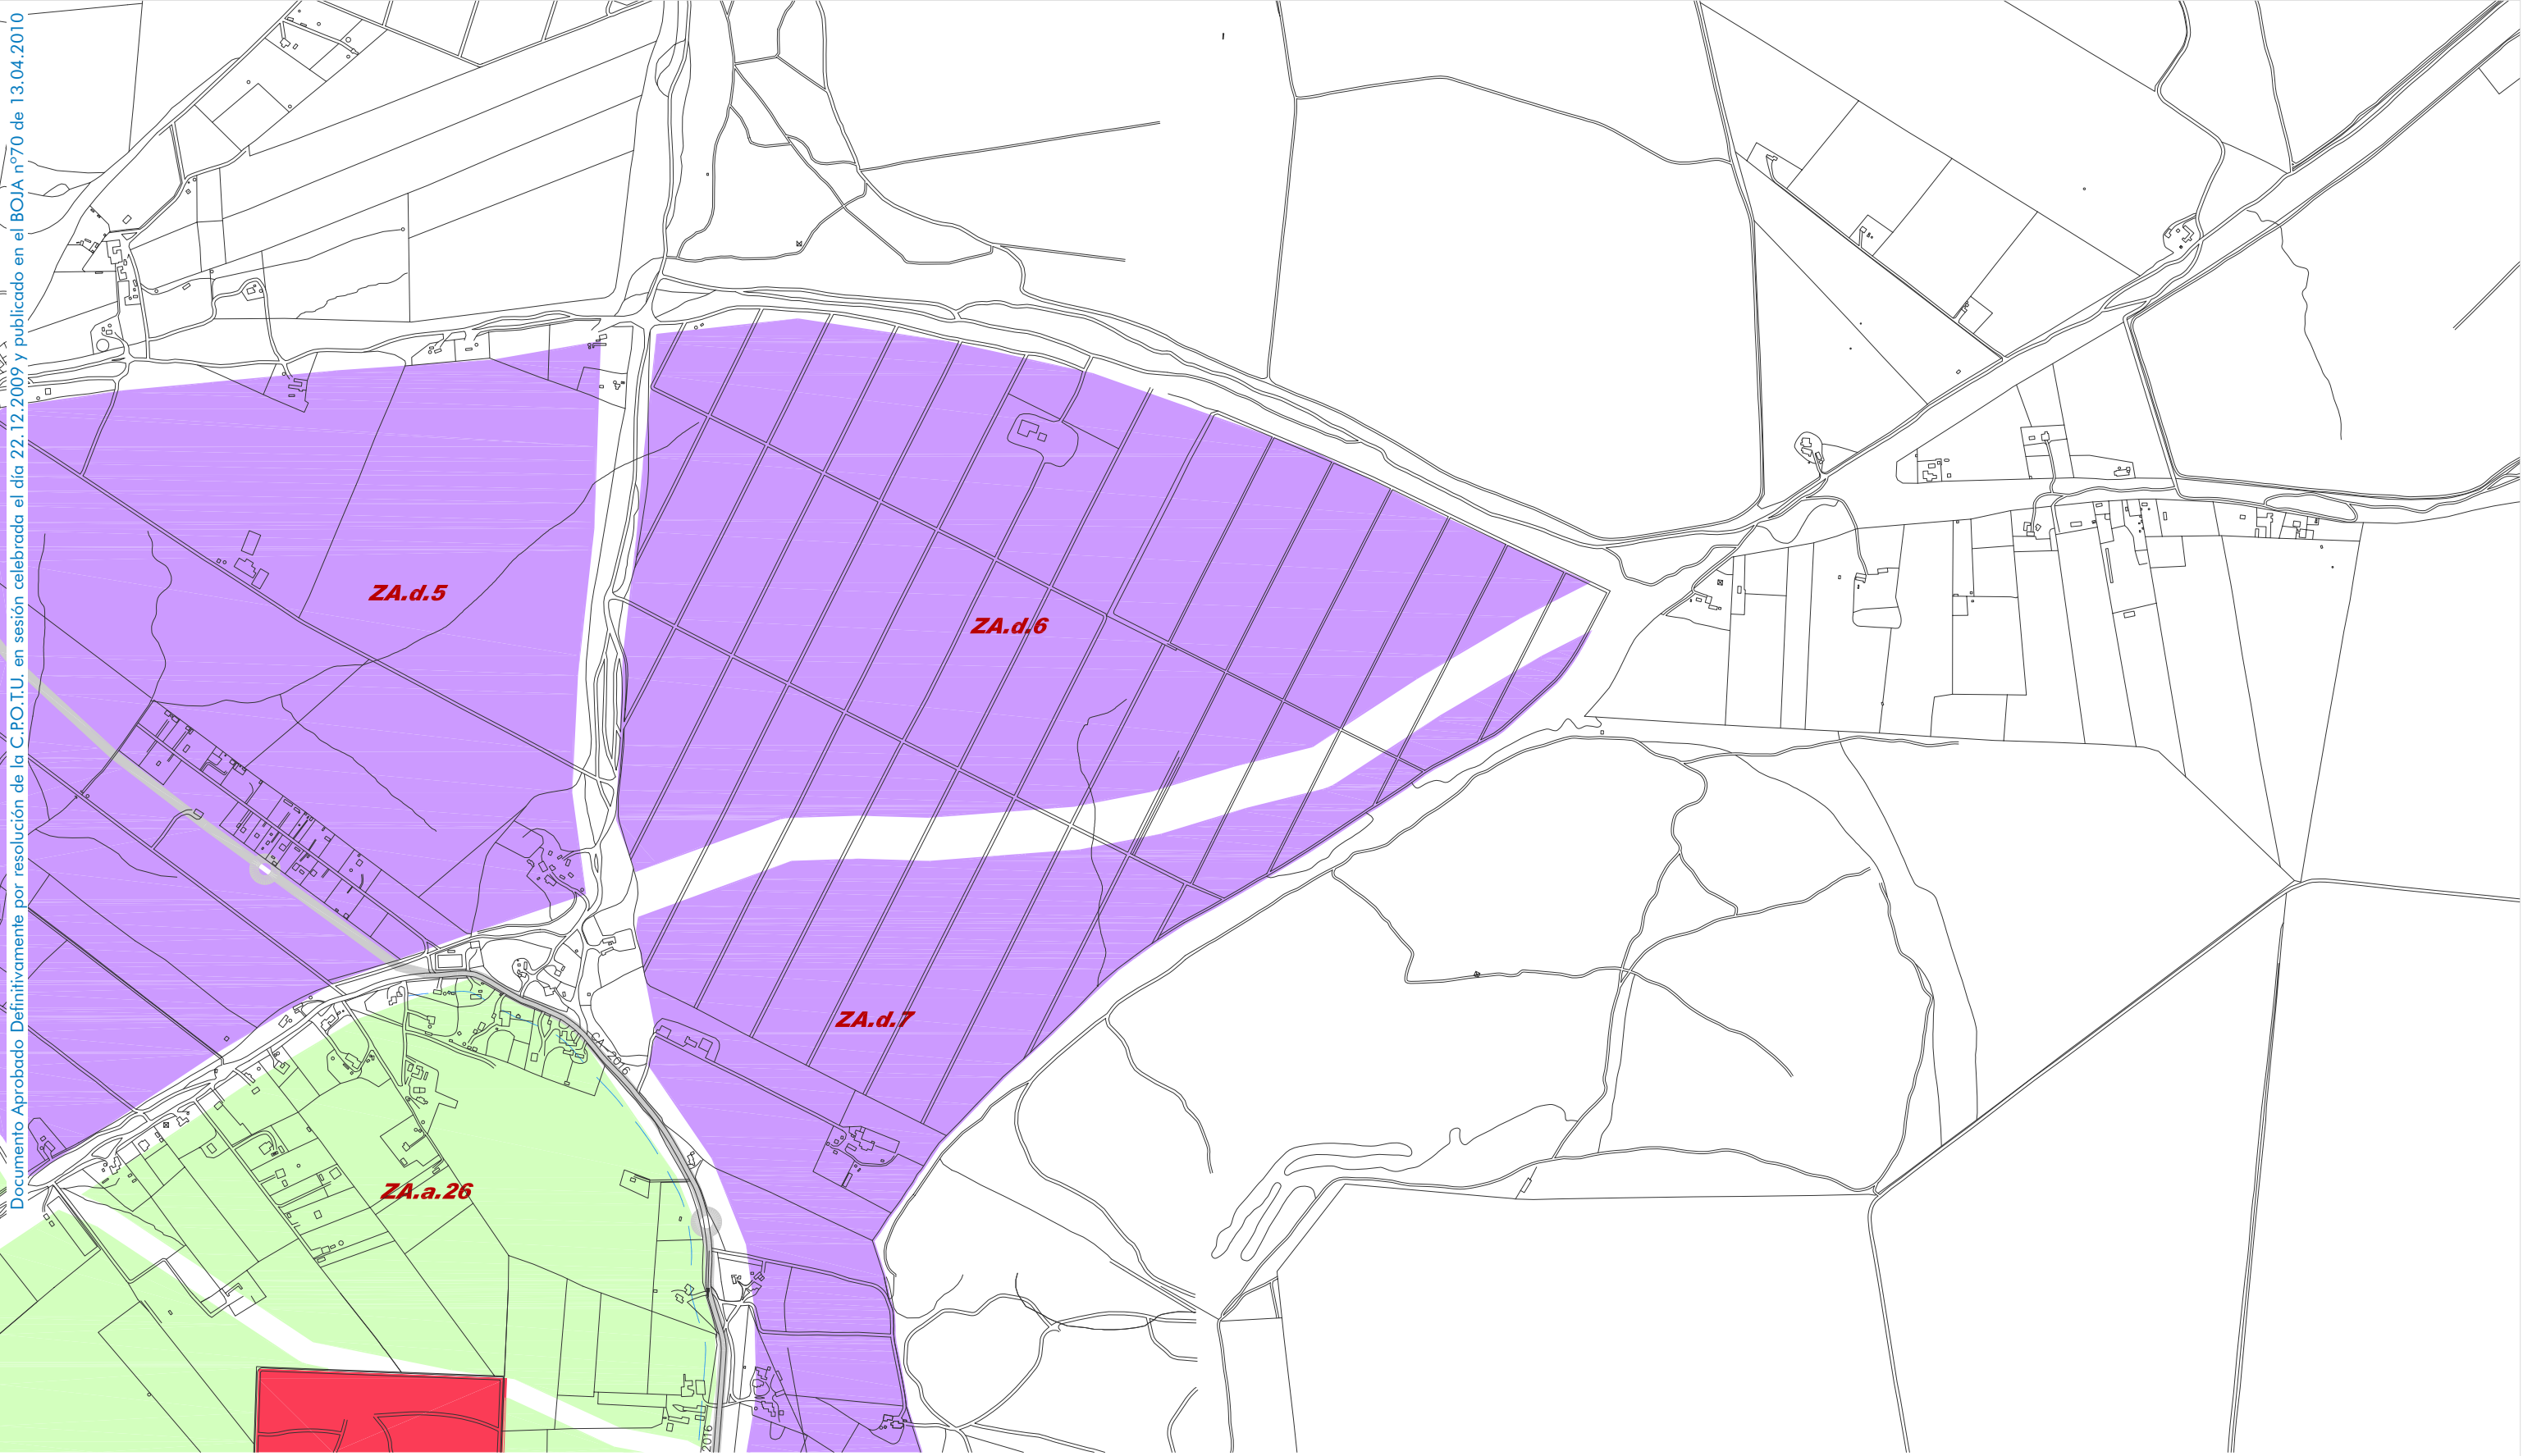 Documento Aprobado Definitivamente por resolución de la C.P.O.T.U. en sesión celebrada el día 22.12.2009 y publicado en el BOJA nº70 de 13.04.2010
ZA.d.5
ZA.d.6
ZA.d.7
CA-2016
ZA.a.26
2016